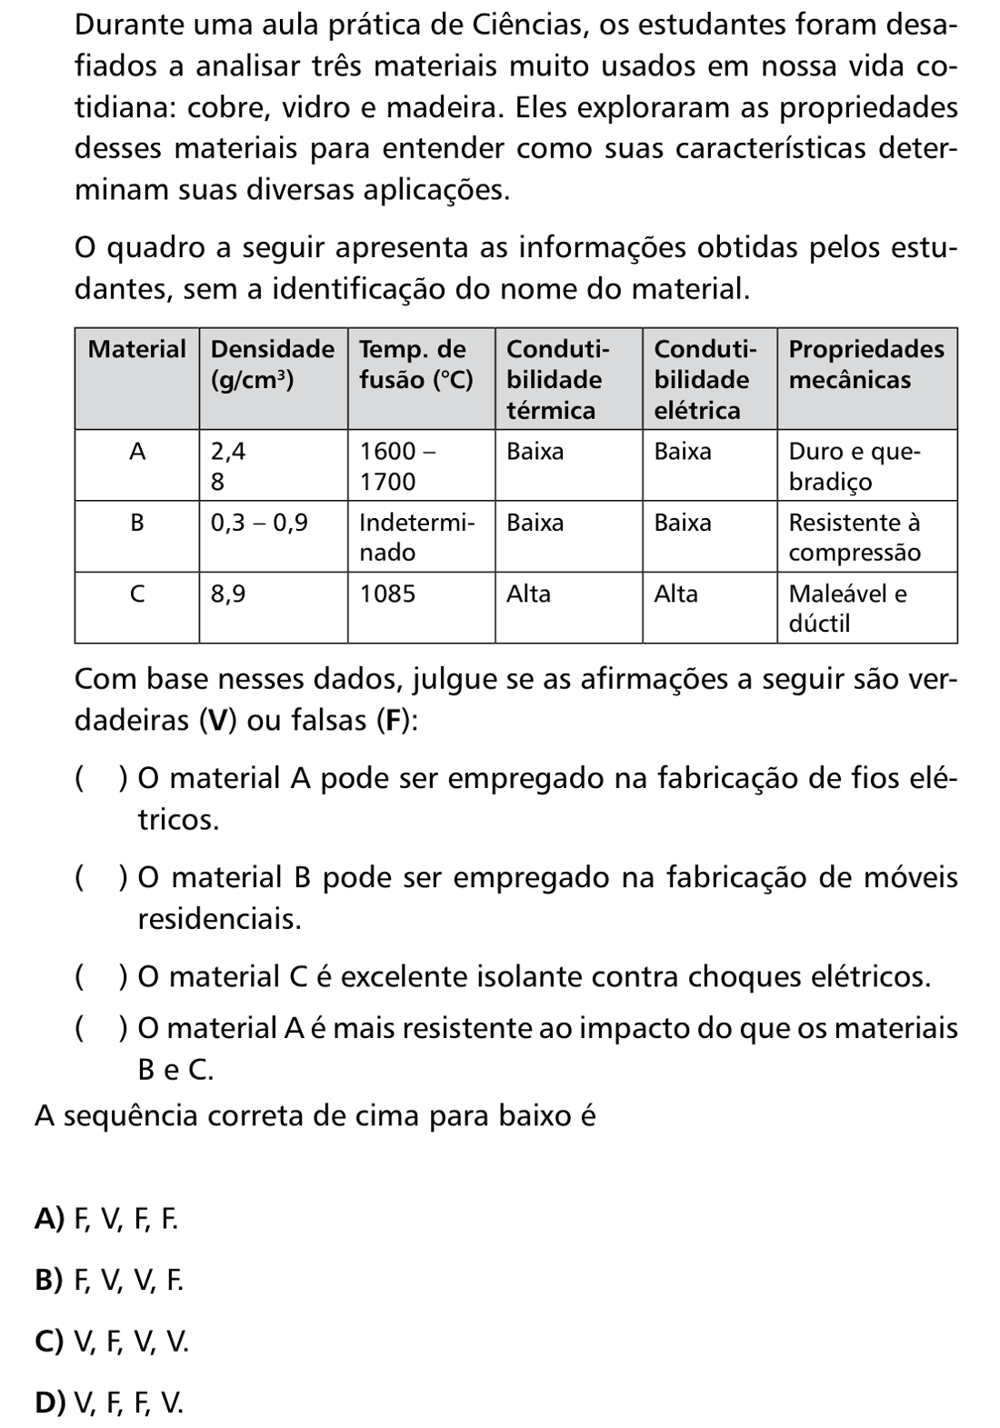 Durante uma aula prática de Ciências, os estudantes foram desa-
fiados a analisar três materiais muito usados em nossa vida co-
tidiana: cobre, vidro e madeira. Eles exploraram as propriedades
desses materiais para entender como suas características deter-
minam suas diversas aplicações.
O quadro a seguir apresenta as informações obtidas pelos estu-
dantes, sem a identificação do nome do material.
Material Densidade (g/cm³) Temp. de fusão (°C) Conduti-bilidade térmica Conduti-bilidade elétrica Propriedades mecânicas
A 2,4 8 1600 – 1700 Baixa Baixa Duro e que-bradiço
B 0,3 – 0,9 Indetermi-nado Baixa Baixa Resistente à compressão
C 8,9 1085 Alta Alta Maleável e dúctil
Com base nesses dados, julgue se as afirmações a seguir são ver-
dadeiras (V) ou falsas (F):
( ) O material A pode ser empregado na fabricação de fios elé-
tricos.
( ) O material B pode ser empregado na fabricação de móveis
residenciais.
( ) O material C é excelente isolante contra choques elétricos.
( ) O material A é mais resistente ao impacto do que os materiais
B e C.
A sequência correta de cima para baixo é
A) F, V, F, F.
B) F, V, V, F.
C) V, F, V, V.
D) V, F, F, V.